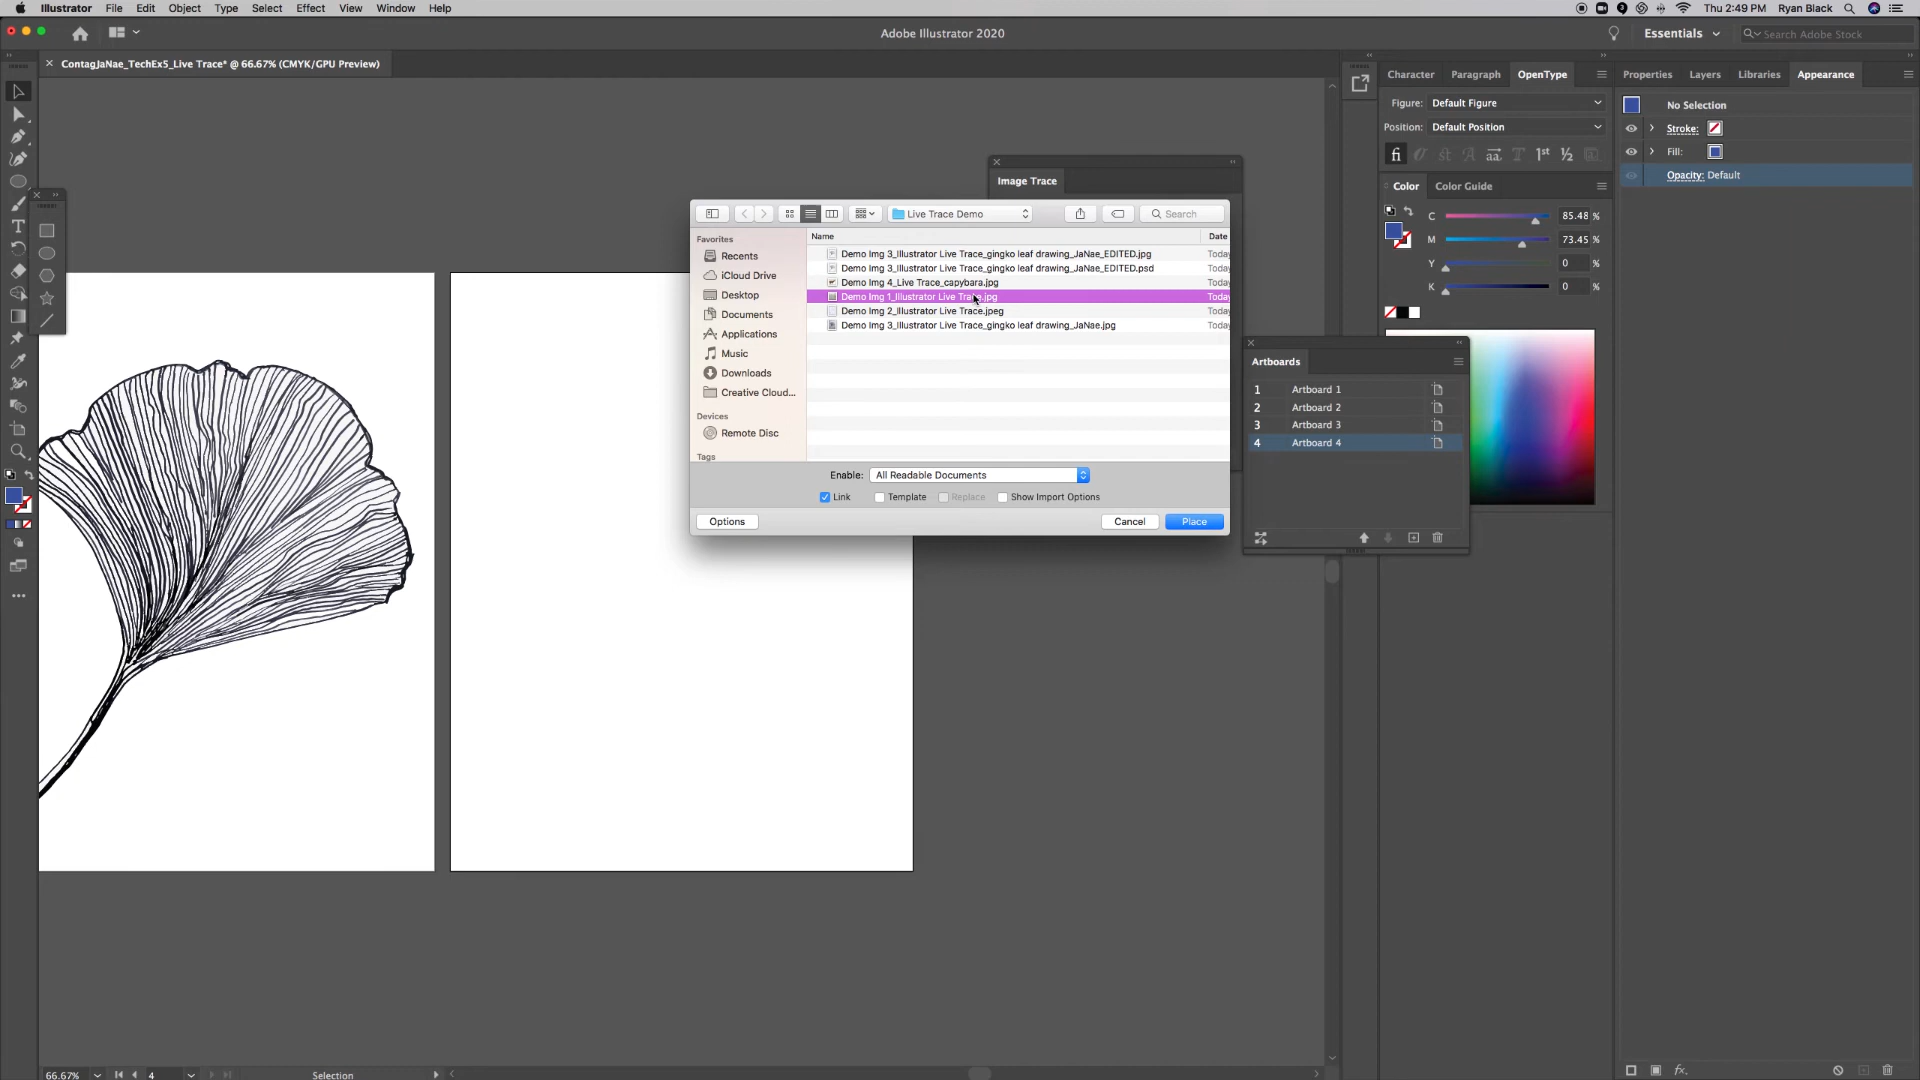 Illustrator File Edit Object Type Select Effect View Window Help
Thu 2:49 PM Ryan Black
Adobe Illustrator 2020
Essentials
Search Adobe Stock
ContagJaNae_TechEx5_Live Trace* @ 66.67% (CMYK/GPU Preview)
Character Paragraph OpenType
Properties Layers Libraries Appearance
Figure: Default Figure
Position: Default Position
No Selection
Stroke:
Fill:
Opacity: Default
Color Color Guide
C 85.48 %
M 73.45 %
Y 0 %
K 0 %
Image Trace
Live Trace Demo
Search
Favorites
Recents
iCloud Drive
Desktop
Documents
Applications
Music
Downloads
Creative Cloud...
Devices
Remote Disc
Tags
Name Date
Demo Img 3_Illustrator Live Trace_gingko leaf drawing_JaNae_EDITED.jpg Today
Demo Img 3_Illustrator Live Trace_gingko leaf drawing_JaNae_EDITED.psd Today
Demo Img 4_Live Trace_capybara.jpg Today
Demo Img 1_Illustrator Live Trace.jpg Today
Demo Img 2_Illustrator Live Trace.jpeg Today
Demo Img 3_Illustrator Live Trace_gingko leaf drawing_JaNae.jpg Today
Enable: All Readable Documents
Link Template Replace Show Import Options
Options Cancel Place
Artboards
1 Artboard 1
2 Artboard 2
3 Artboard 3
4 Artboard 4
66.67% 4 Selection